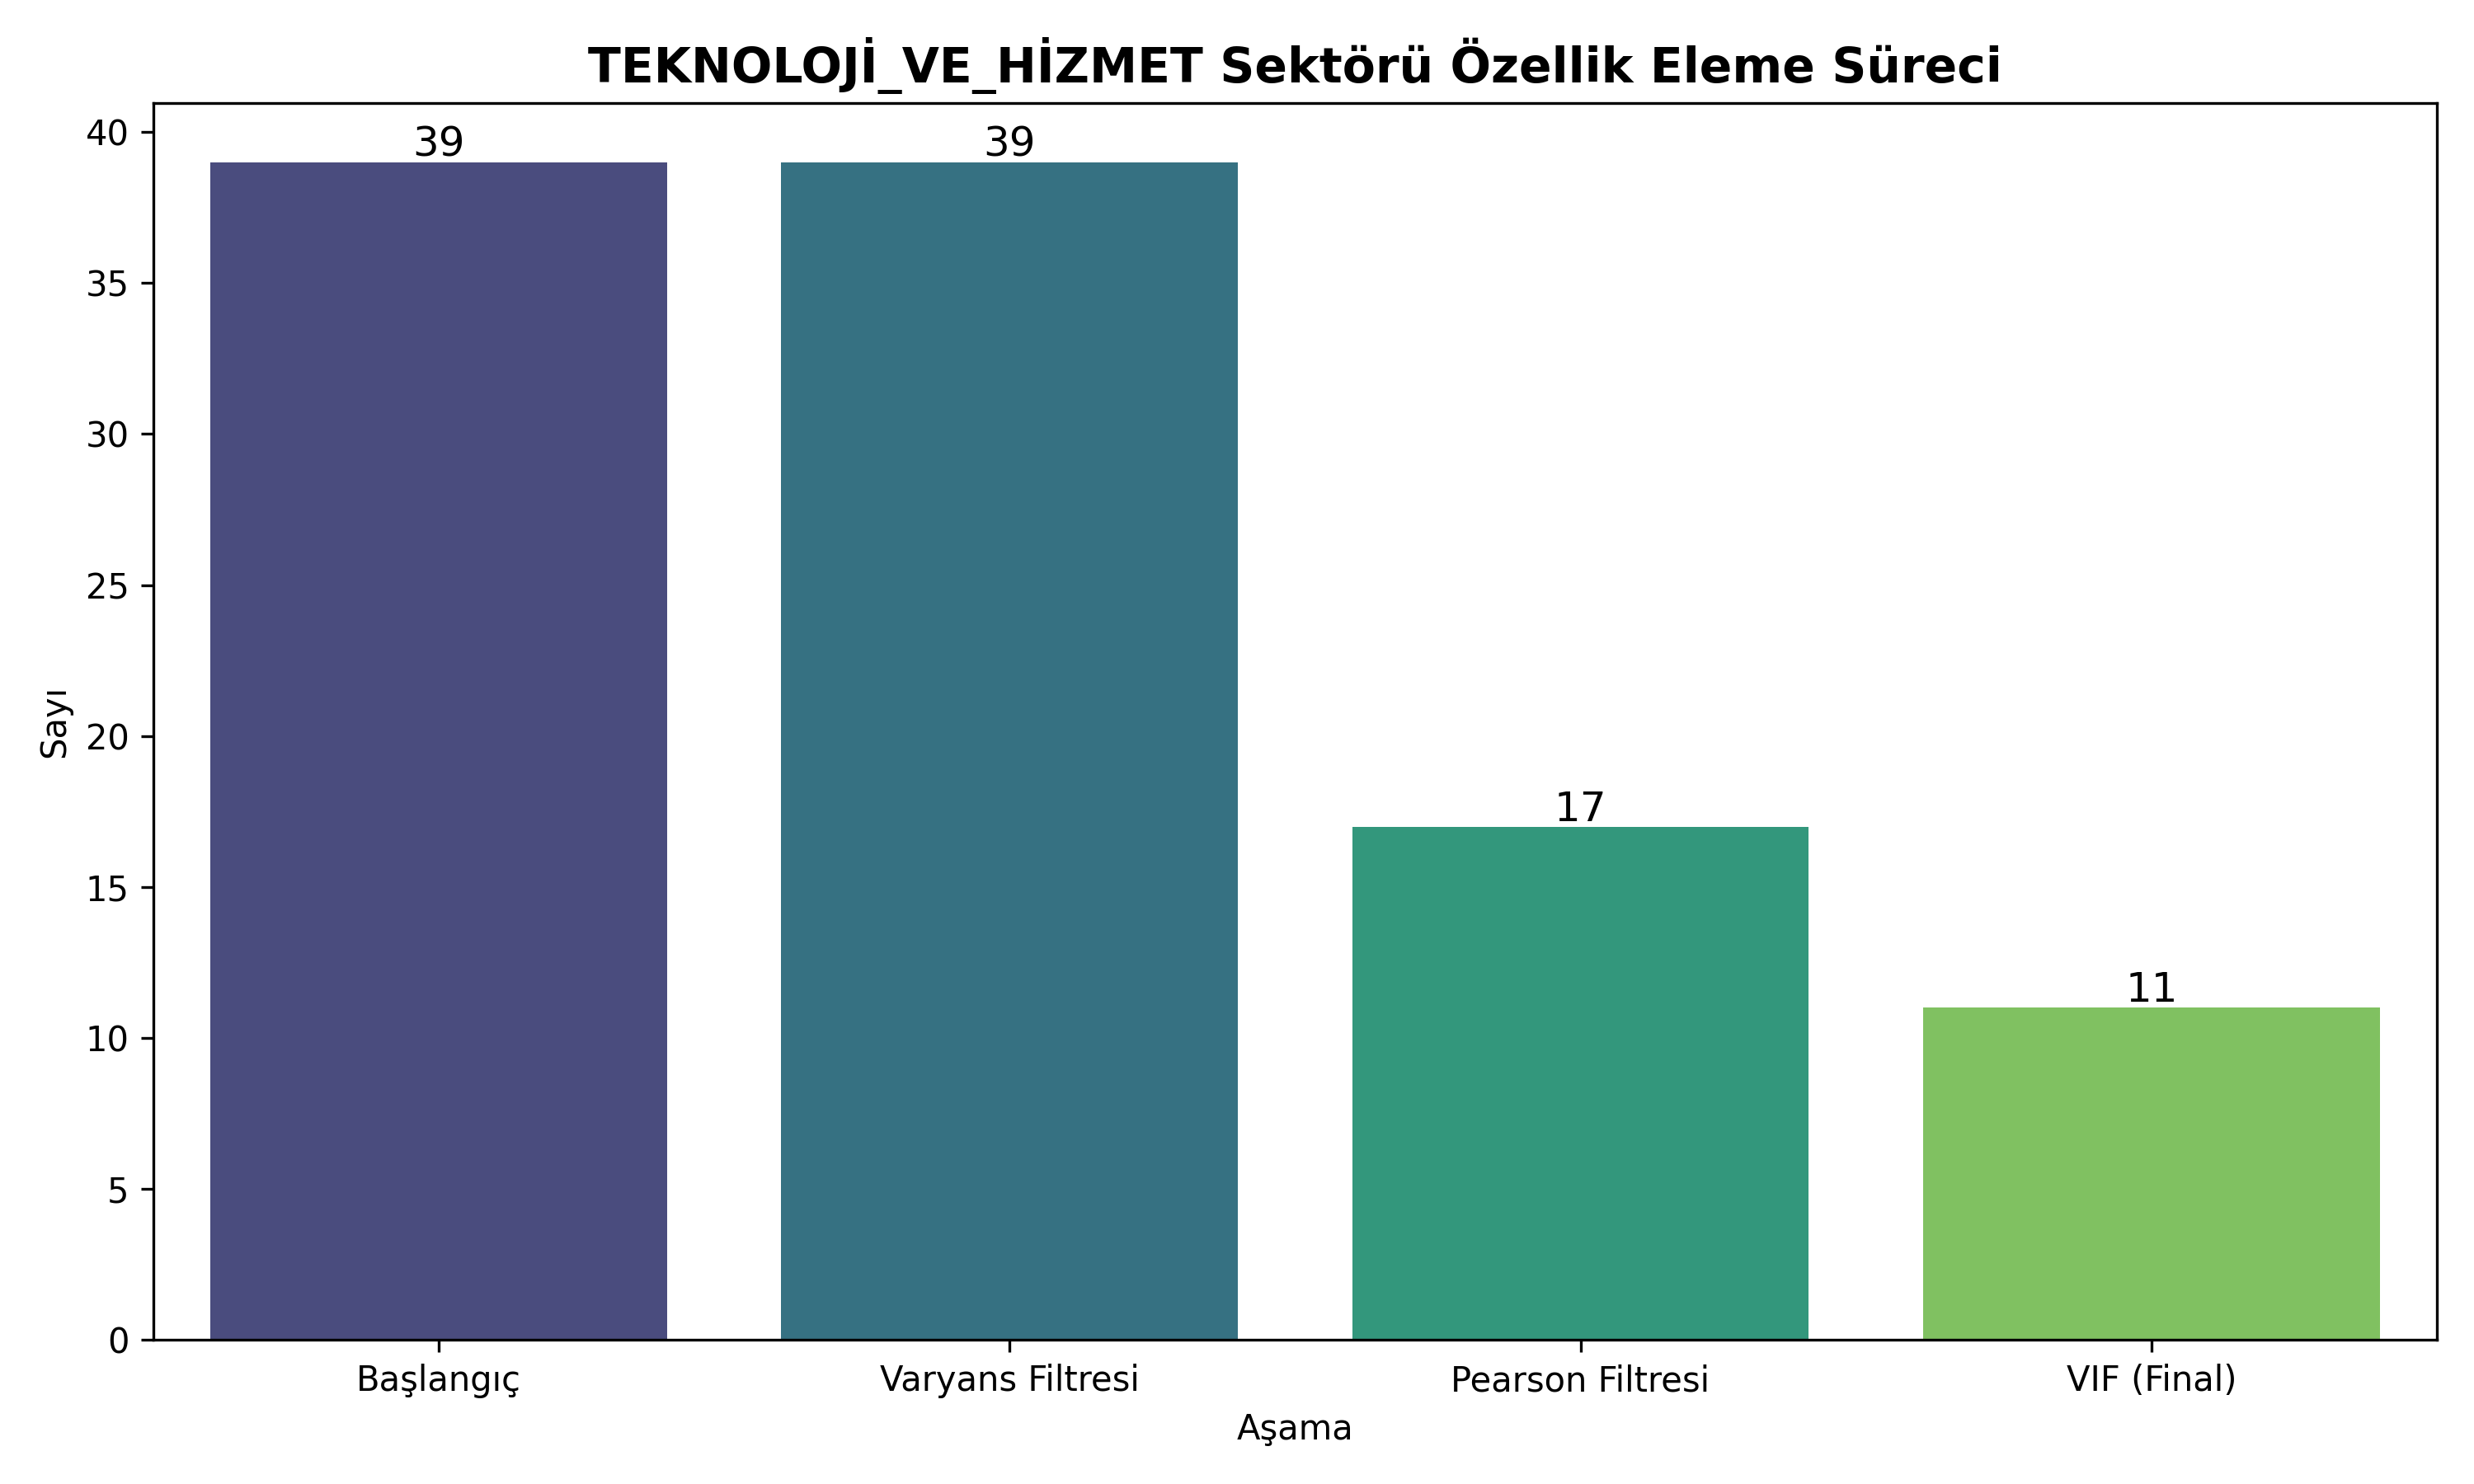 TEKNOLOJİ_VE_HİZMET Sektörü Özellik Eleme Süreci
40
35
30
25
20
15
10
5
0
Sayı
39
39
17
11
Başlangıç
Varyans Filtresi
Pearson Filtresi
VIF (Final)
Aşama